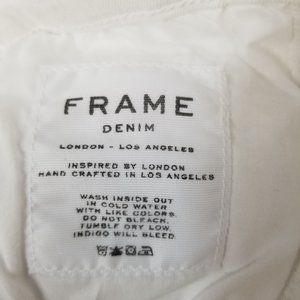 FRAME
DENIM
LONDON - LOS ANGELES
INSPIRED BY LONDON
HAND CRAFTED IN LOS ANGELES
WASH INSIDE OUT
IN COLD WATER
WITH LIKE COLORS.
DO NOT BLEACH.
TUMBLE DRY LOW.
INDIGO WILL BLEED.